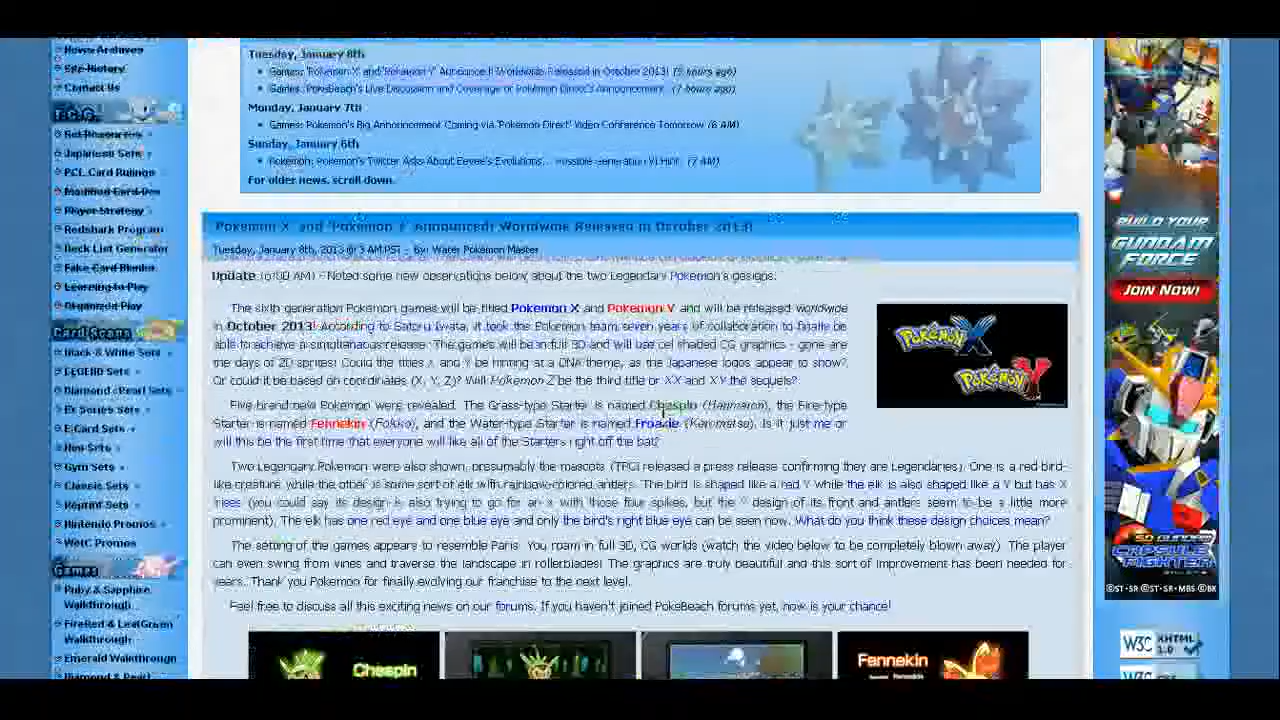 News Archives
Site History
Contact Us
TCG
Set Resources
Japanese Sets
PCL Card Rulings
Modified Card-Dex
Player Strategy
Redshark Program
Deck List Generator
Fake Card Blurker
Learning to Play
Organized Play
Card Scans
Black & White Sets
LEGEND Sets
Diamond & Pearl Sets
Ex Series Sets
E-Card Sets
Neo Sets
Gym Sets
Classic Sets
Reprint Sets
Nintendo Promos
WotC Promos
Games
Ruby & Sapphire
Walkthrough
FireRed & LeafGreen
Walkthrough
Emerald Walkthrough
Diamond & Pearl
Tuesday, January 8th
Games: 'Pokemon X' and 'Pokemon Y' Announced! Worldwide Released in October 2013! (5 hours ago)
Games: PokeBeach's Live Discussion and Coverage of Pokemon Direct's Announcement (7 hours ago)
Monday, January 7th
Games: Pokemon's Big Announcement Coming via 'Pokemon Direct' Video Conference Tomorrow (8 AM)
Sunday, January 6th
Pokemon: Pokemon's Twitter Asks About Eevee's Evolutions... Possible Generation VI Hint (7 AM)
For older news, scroll down.
'Pokemon X' and 'Pokemon Y' Announced! Worldwide Released in October 2013!
Tuesday, January 8th, 2013 @ 3 AM PST - By: Water Pokemon Master
Update (6:00 AM) - Noted some new observations below about the two Legendary Pokemon's designs.
The sixth generation Pokemon games will be titled Pokemon X and Pokemon Y and will be released worldwide
in October 2013! According to Satoru Iwata, it took the Pokemon team seven years of collaboration to finally be
able to achieve a simultaneous release. The games will be in full 3D and will use cel shaded CG graphics - gone are
the days of 2D sprites! Could the titles X and Y be hinting at a DNA theme, as the Japanese logos appear to show?
Or could it be based on coordinates (X, Y, Z)? Will Pokemon Z be the third title or XX and XY the sequels?
Five brand new Pokemon were revealed. The Grass-type Starter is named Chespin (Harimaron), the Fire-type
Starter is named Fennekin (Fokko), and the Water-type Starter is named Froakie (Keromatsu). Is it just me or
will this be the first time that everyone will like all of the Starters right off the bat?
Two Legendary Pokemon were also shown, presumably the mascots (TPCi released a press release confirming they are Legendaries). One is a red bird-
like creature while the other is some sort of elk with rainbow-colored antlers. The bird is shaped like a red Y while the elk is also shaped like a Y but has X
irises (you could say its design is also trying to go for an x with those four spikes, but the Y design of its front and antlers seem to be a little more
prominent). The elk has one red eye and one blue eye and only the bird's right blue eye can be seen now. What do you think these design choices mean?
The setting of the games appears to resemble Paris. You roam in full 3D, CG worlds (watch the video below to be completely blown away). The player
can even swing from vines and traverse the landscape in rollerblades! The graphics are truly beautiful and this sort of improvement has been needed for
years. Thank you Pokemon for finally evolving our franchise to the next level.
Feel free to discuss all this exciting news on our forums. If you haven't joined PokeBeach forums yet, now is your chance!
POKÉMON X
POKÉMON Y
Chespin
Fennekin
BUILD YOUR
GUNDAM
FORCE
JOIN NOW!
SD GUNDAM
CAPSULE
FIGHTER
©ST·SR ©ST·SR·MBS ©BX
W3C XHTML 1.0
W3C